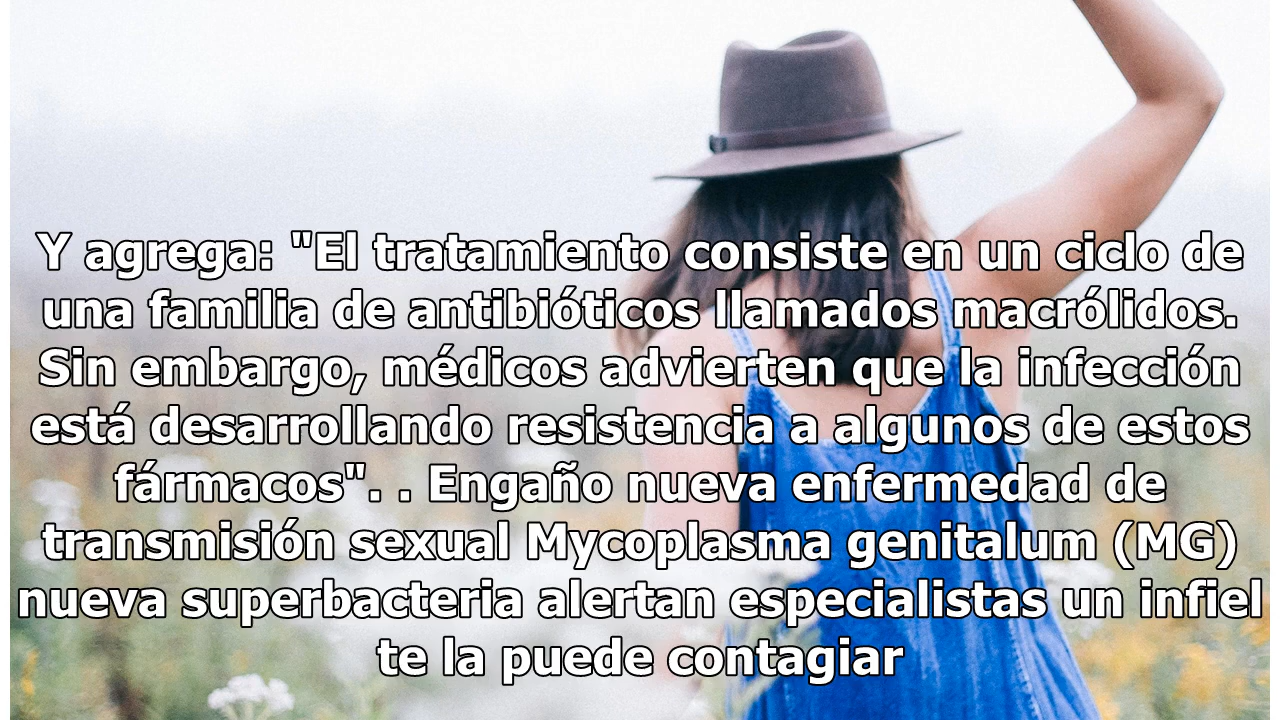 Y agrega: "El tratamiento consiste en un ciclo de
una familia de antibióticos llamados macrólidos.
Sin embargo, médicos advierten que la infección
está desarrollando resistencia a algunos de estos
fármacos". . Engaño nueva enfermedad de
transmisión sexual Mycoplasma genitalum (MG)
nueva superbacteria alertan especialistas un infiel
te la puede contagiar